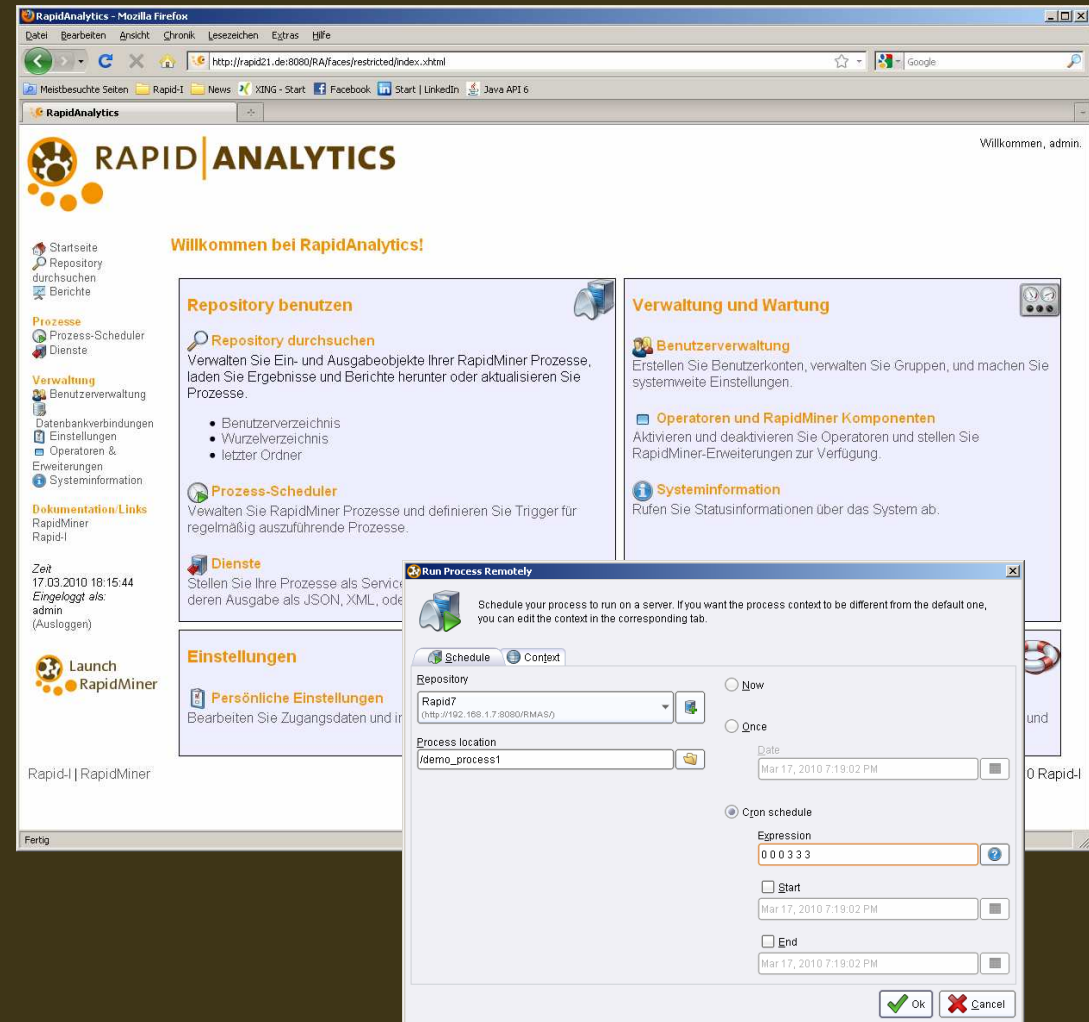 RapidAnalytics - Mozilla Firefox
Datei Bearbeiten Ansicht Chronik Lesezeichen Extras Hilfe
http://rapid21.de:8080/RA/faces/restricted/index.xhtml
Google
Meistbesuchte Seiten Rapid-I News XING - Start Facebook Start | LinkedIn Java API 6
RapidAnalytics
RAPID ANALYTICS
Willkommen, admin.
Startseite
Repository
durchsuchen
Berichte
Prozesse
Prozess-Scheduler
Dienste
Verwaltung
Benutzerverwaltung
Datenbankverbindungen
Einstellungen
Operatoren &
Erweiterungen
Systeminformation
Dokumentation/Links
RapidMiner
Rapid-I
Zeit
17.03.2010 18:15:44
Eingeloggt als:
admin
(Ausloggen)
Launch
RapidMiner
Willkommen bei RapidAnalytics!
Repository benutzen
Repository durchsuchen
Verwalten Sie Ein- und Ausgabeobjekte Ihrer RapidMiner Prozesse,
laden Sie Ergebnisse und Berichte herunter oder aktualisieren Sie
Prozesse.
• Benutzerverzeichnis
• Wurzelverzeichnis
• letzter Ordner
Prozess-Scheduler
Vewalten Sie RapidMiner Prozesse und definieren Sie Trigger für
regelmäßig auszuführende Prozesse.
Dienste
Stellen Sie Ihre Prozesse als Service
deren Ausgabe als JSON, XML, ode
Verwaltung und Wartung
Benutzerverwaltung
Erstellen Sie Benutzerkonten, verwalten Sie Gruppen, und machen Sie
systemweite Einstellungen.
Operatoren und RapidMiner Komponenten
Aktivieren und deaktivieren Sie Operatoren und stellen Sie
RapidMiner-Erweiterungen zur Verfügung.
Systeminformation
Rufen Sie Statusinformationen über das System ab.
Einstellungen
Persönliche Einstellungen
Bearbeiten Sie Zugangsdaten und in
und
Rapid-I | RapidMiner
0 Rapid-I
Fertig
Run Process Remotely
Schedule your process to run on a server. If you want the process context to be different from the default one,
you can edit the context in the corresponding tab.
Schedule Context
Repository
Rapid7
(http://192.168.1.7:8080/RMAS/)
Process location
/demo_process1
Now
Once
Date
Mar 17, 2010 7:19:02 PM
Cron schedule
Expression
0 0 0 3 3 3
Start
Mar 17, 2010 7:19:02 PM
End
Mar 17, 2010 7:19:02 PM
Ok Cancel